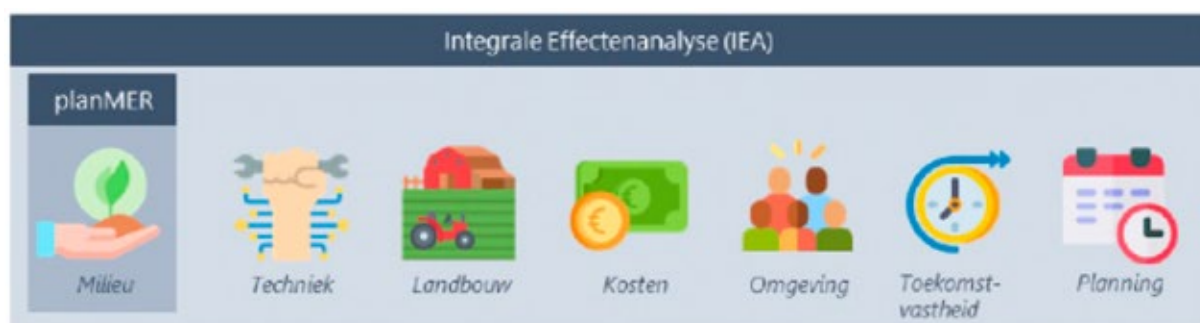 Integrale Effectenanalyse (IEA)
planMER
Milieu
Techniek
Landbouw
Kosten
Omgeving
Toekomst-
vastheid
Planning